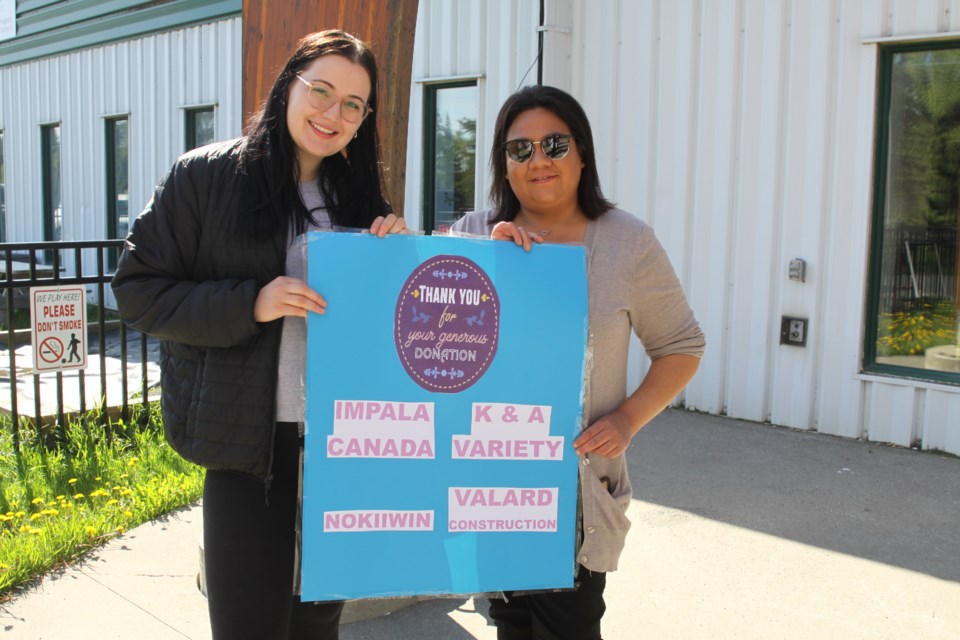 WE PLAY HERE!
PLEASE
DON'T SMOKE
THANK YOU
for
your generous
DONATION
IMPALA
CANADA
K & A
VARIETY
NOKIIWIN
VALARD
CONSTRUCTION